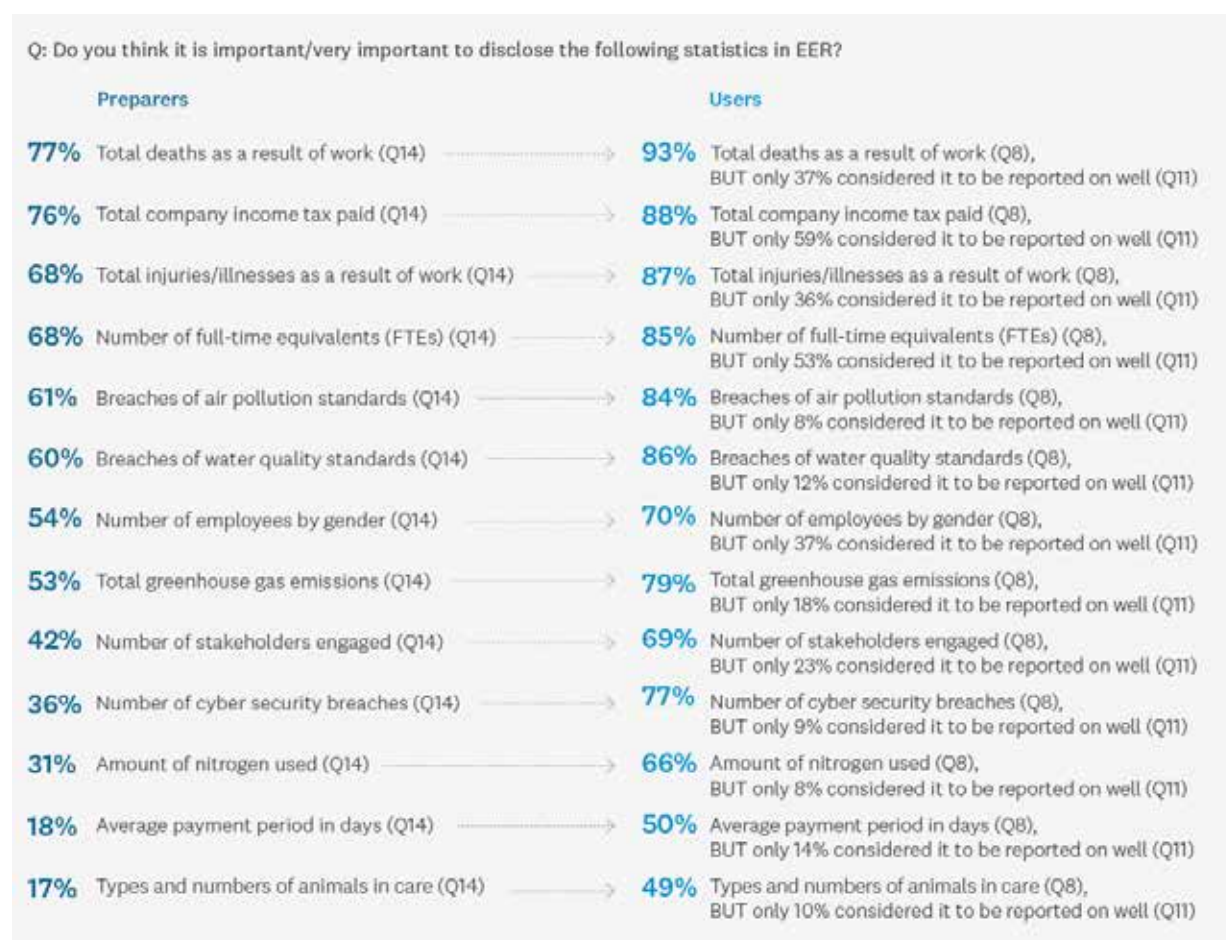 Q: Do you think it is important/very important to disclose the following statistics in EER?
Preparers
Users
77% Total deaths as a result of work (Q14)
93% Total deaths as a result of work (Q8),
BUT only 37% considered it to be reported on well (Q11)
76% Total company income tax paid (Q14)
88% Total company income tax paid (Q8),
BUT only 59% considered it to be reported on well (Q11)
68% Total injuries/illnesses as a result of work (Q14)
87% Total injuries/illnesses as a result of work (Q8),
BUT only 36% considered it to be reported on well (Q11)
68% Number of full-time equivalents (FTEs) (Q14)
85% Number of full-time equivalents (FTEs) (Q8),
BUT only 53% considered it to be reported on well (Q11)
61% Breaches of air pollution standards (Q14)
84% Breaches of air pollution standards (Q8),
BUT only 8% considered it to be reported on well (Q11)
60% Breaches of water quality standards (Q14)
86% Breaches of water quality standards (Q8),
BUT only 12% considered it to be reported on well (Q11)
54% Number of employees by gender (Q14)
70% Number of employees by gender (Q8),
BUT only 37% considered it to be reported on well (Q11)
53% Total greenhouse gas emissions (Q14)
79% Total greenhouse gas emissions (Q8),
BUT only 18% considered it to be reported on well (Q11)
42% Number of stakeholders engaged (Q14)
69% Number of stakeholders engaged (Q8),
BUT only 23% considered it to be reported on well (Q11)
36% Number of cyber security breaches (Q14)
77% Number of cyber security breaches (Q8),
BUT only 9% considered it to be reported on well (Q11)
31% Amount of nitrogen used (Q14)
66% Amount of nitrogen used (Q8),
BUT only 8% considered it to be reported on well (Q11)
18% Average payment period in days (Q14)
50% Average payment period in days (Q8),
BUT only 14% considered it to be reported on well (Q11)
17% Types and numbers of animals in care (Q14)
49% Types and numbers of animals in care (Q8),
BUT only 10% considered it to be reported on well (Q11)